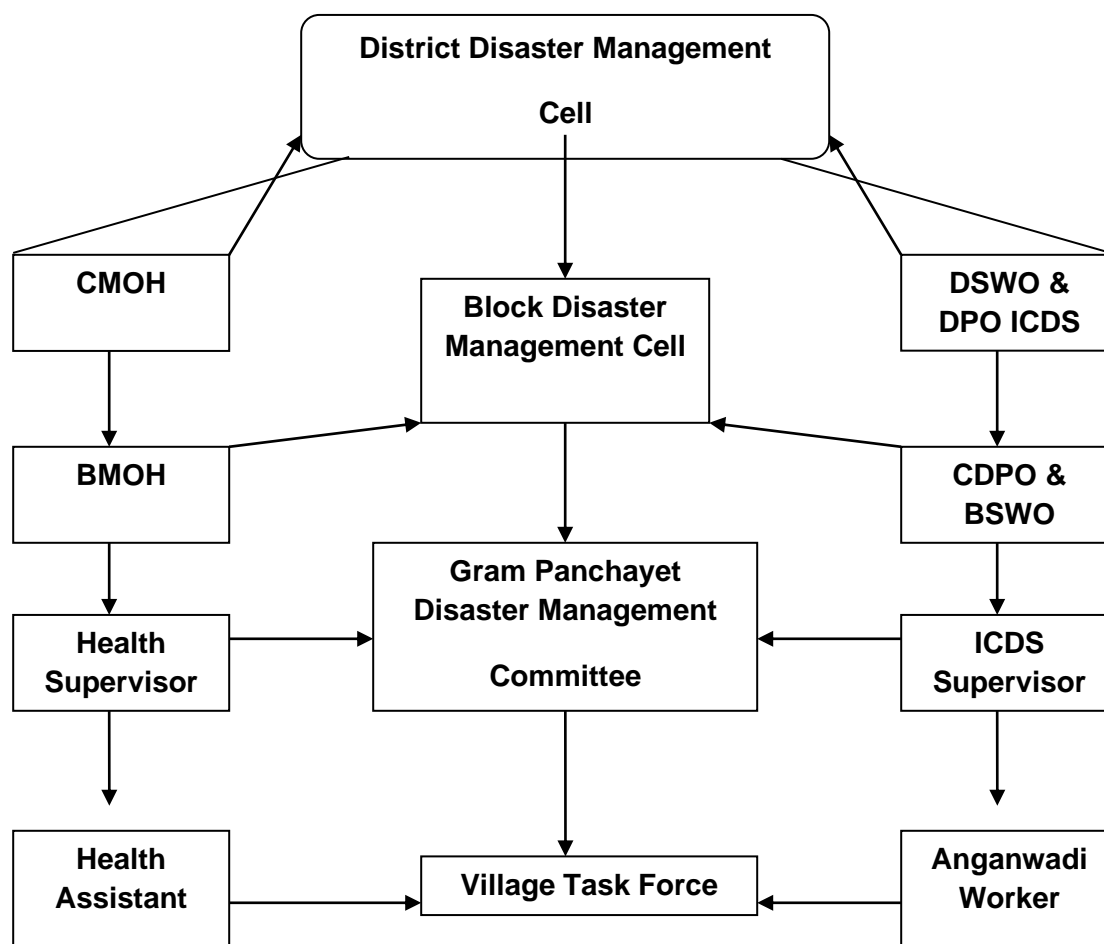 District Disaster Management
Cell
CMOH
Block Disaster
Management Cell
DSWO &
DPO ICDS
BMOH
CDPO &
BSWO
Gram Panchayet
Disaster Management
Committee
Health
Supervisor
ICDS
Supervisor
Health
Assistant
Village Task Force
Anganwadi
Worker